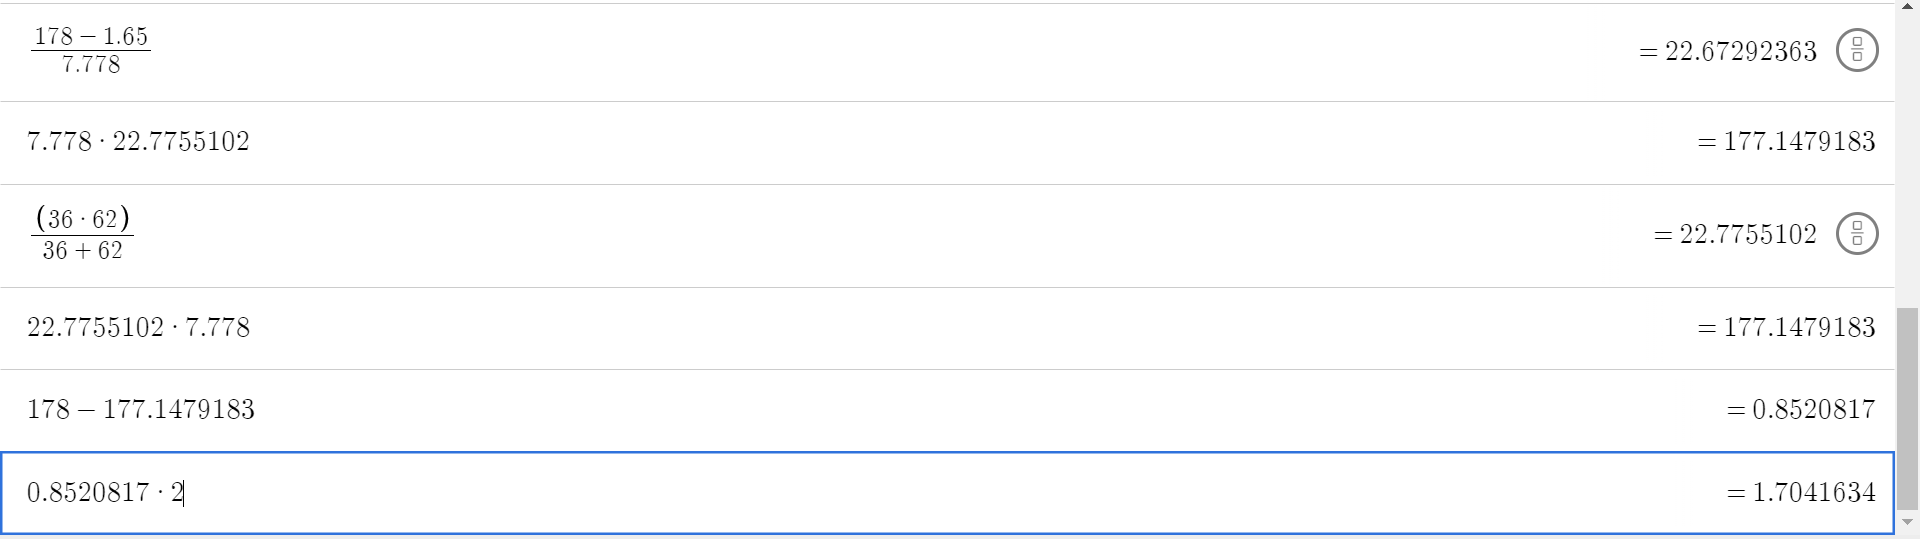 178 − 1.65
7.778
= 22.67292363
7.778 · 22.7755102
= 177.1479183
(36 · 62)
36 + 62
= 22.7755102
22.7755102 · 7.778
= 177.1479183
178 − 177.1479183
= 0.8520817
0.8520817 · 2
= 1.7041634